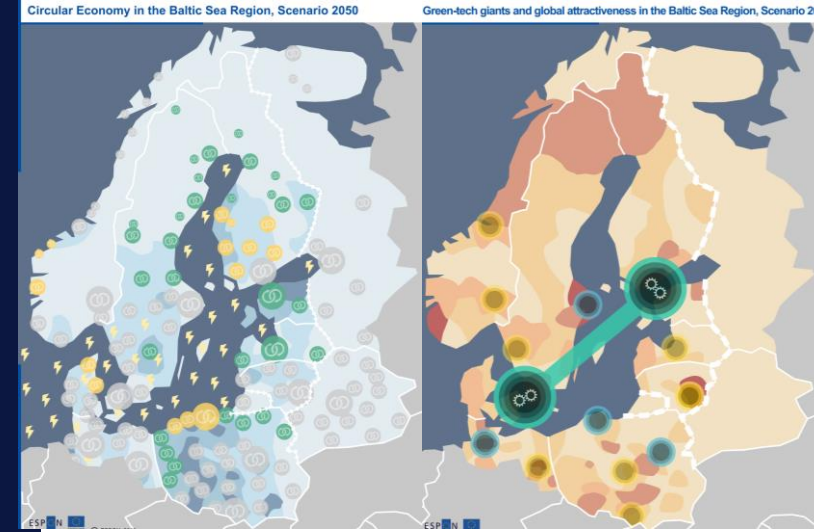 Circular Economy in the Baltic Sea Region, Scenario 2050
Green-tech giants and global attractiveness in the Baltic Sea Region, Scenario 20
ESPON
ESPON